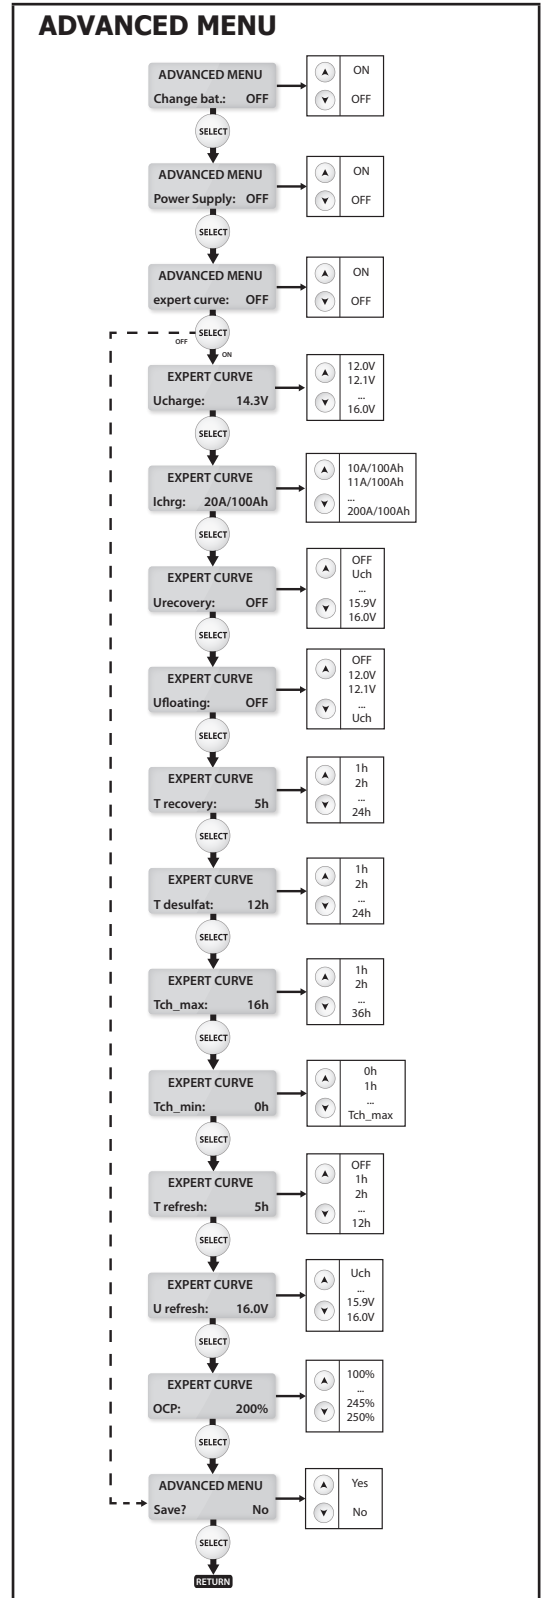 ADVANCED MENU
ADVANCED MENU
Change bat.: OFF
ON
OFF
SELECT
ADVANCED MENU
Power Supply: OFF
ON
OFF
SELECT
ADVANCED MENU
expert curve: OFF
ON
OFF
SELECT
OFF
ON
EXPERT CURVE
Ucharge: 14.3V
12.0V
12.1V
...
16.0V
SELECT
EXPERT CURVE
Ichrg: 20A/100Ah
10A/100Ah
11A/100Ah
...
200A/100Ah
SELECT
EXPERT CURVE
Urecovery: OFF
OFF
Uch
...
15.9V
16.0V
SELECT
EXPERT CURVE
Ufloating: OFF
OFF
12.0V
12.1V
...
Uch
SELECT
EXPERT CURVE
T recovery: 5h
1h
2h
...
24h
SELECT
EXPERT CURVE
T desulfat: 12h
1h
2h
...
24h
SELECT
EXPERT CURVE
Tch_max: 16h
1h
2h
...
36h
SELECT
EXPERT CURVE
Tch_min: 0h
0h
1h
...
Tch_max
SELECT
EXPERT CURVE
T refresh: 5h
OFF
1h
2h
...
12h
SELECT
EXPERT CURVE
U refresh: 16.0V
Uch
...
15.9V
16.0V
SELECT
EXPERT CURVE
OCP: 200%
100%
...
245%
250%
SELECT
ADVANCED MENU
Save? No
Yes
No
SELECT
RETURN